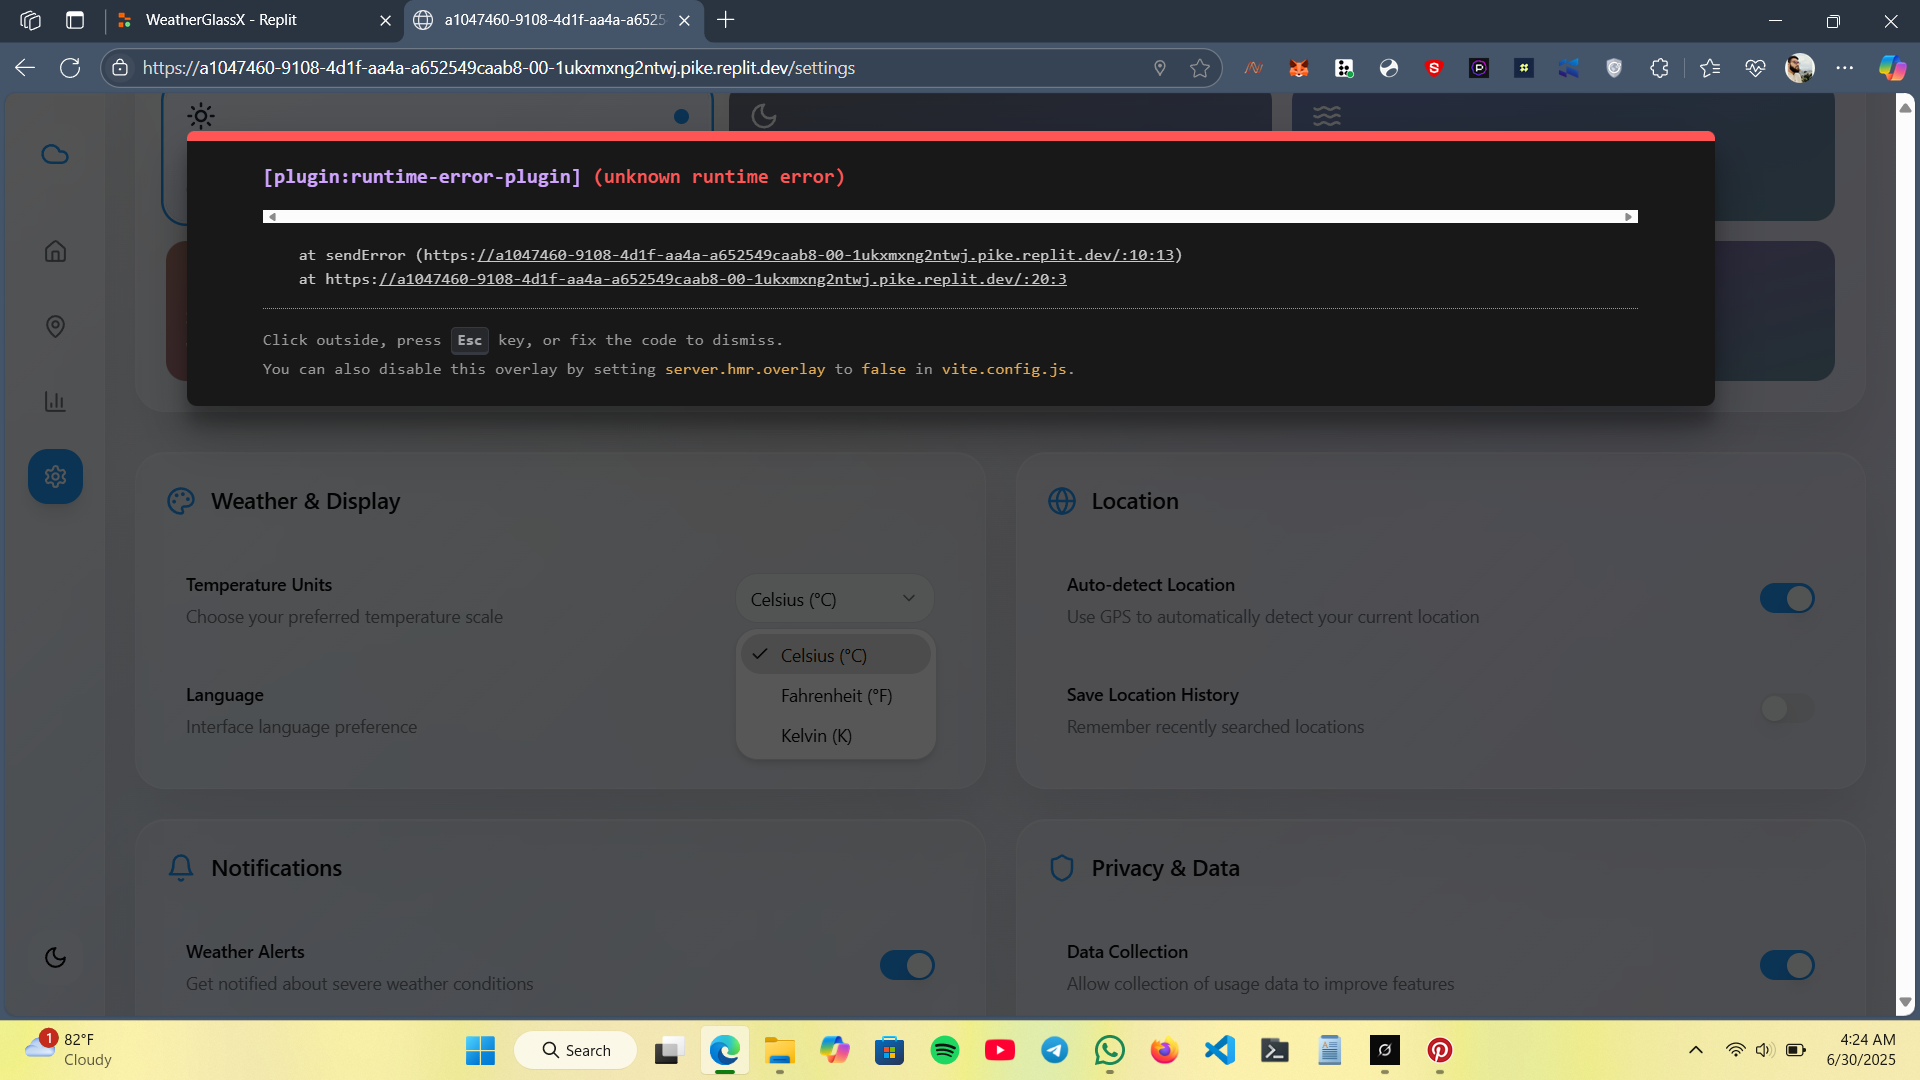 WeatherGlassX - Replit
a1047460-9108-4d1f-aa4a-a6525
https://a1047460-9108-4d1f-aa4a-a652549caab8-00-1ukxmxng2ntwj.pike.replit.dev/settings
[plugin:runtime-error-plugin] (unknown runtime error)
at sendError (https://a1047460-9108-4d1f-aa4a-a652549caab8-00-1ukxmxng2ntwj.pike.replit.dev/:10:13)
at https://a1047460-9108-4d1f-aa4a-a652549caab8-00-1ukxmxng2ntwj.pike.replit.dev/:20:3
Click outside, press Esc key, or fix the code to dismiss.
You can also disable this overlay by setting server.hmr.overlay to false in vite.config.js.
Weather & Display
Temperature Units
Choose your preferred temperature scale
Celsius (°C)
Celsius (°C)
Fahrenheit (°F)
Kelvin (K)
Language
Interface language preference
Location
Auto-detect Location
Use GPS to automatically detect your current location
Save Location History
Remember recently searched locations
Notifications
Weather Alerts
Get notified about severe weather conditions
Privacy & Data
Data Collection
Allow collection of usage data to improve features
1
82°F
Cloudy
Search
4:24 AM
6/30/2025